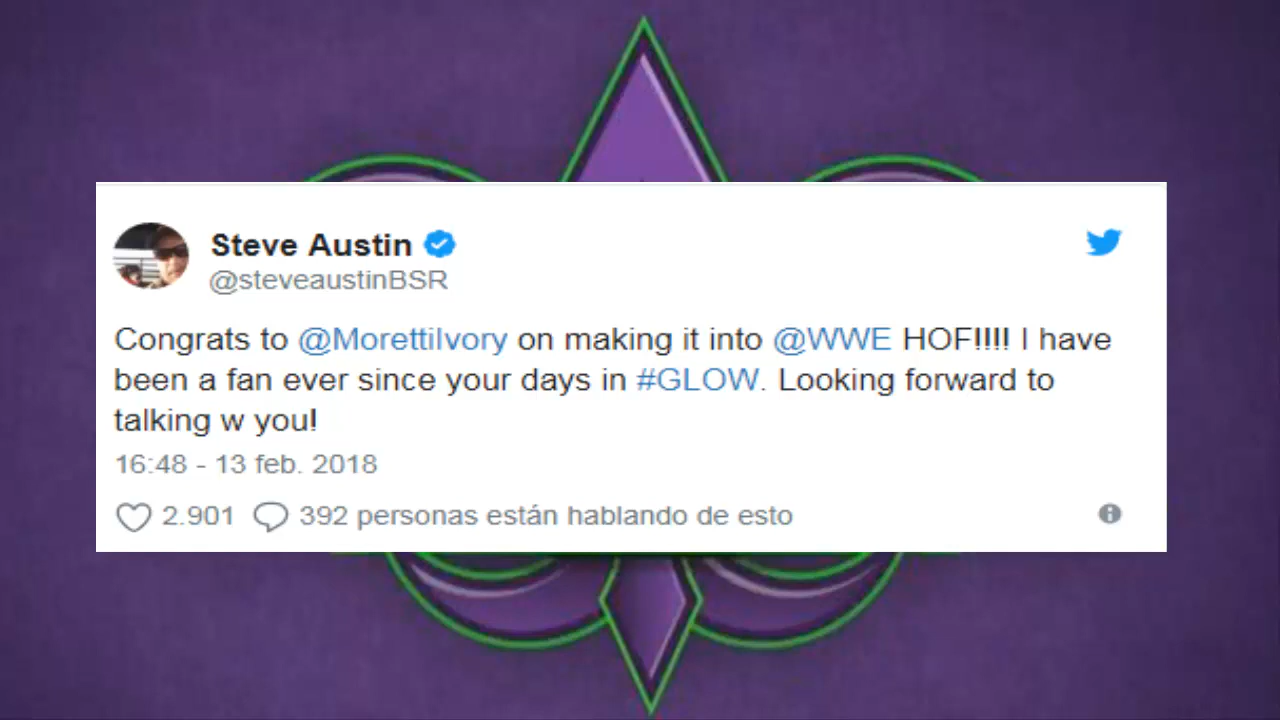 Steve Austin
@steveaustinBSR
Congrats to @MorettiIvory on making it into @WWE HOF!!!! I have
been a fan ever since your days in #GLOW. Looking forward to
talking w you!
16:48 - 13 feb. 2018
2.901 392 personas están hablando de esto